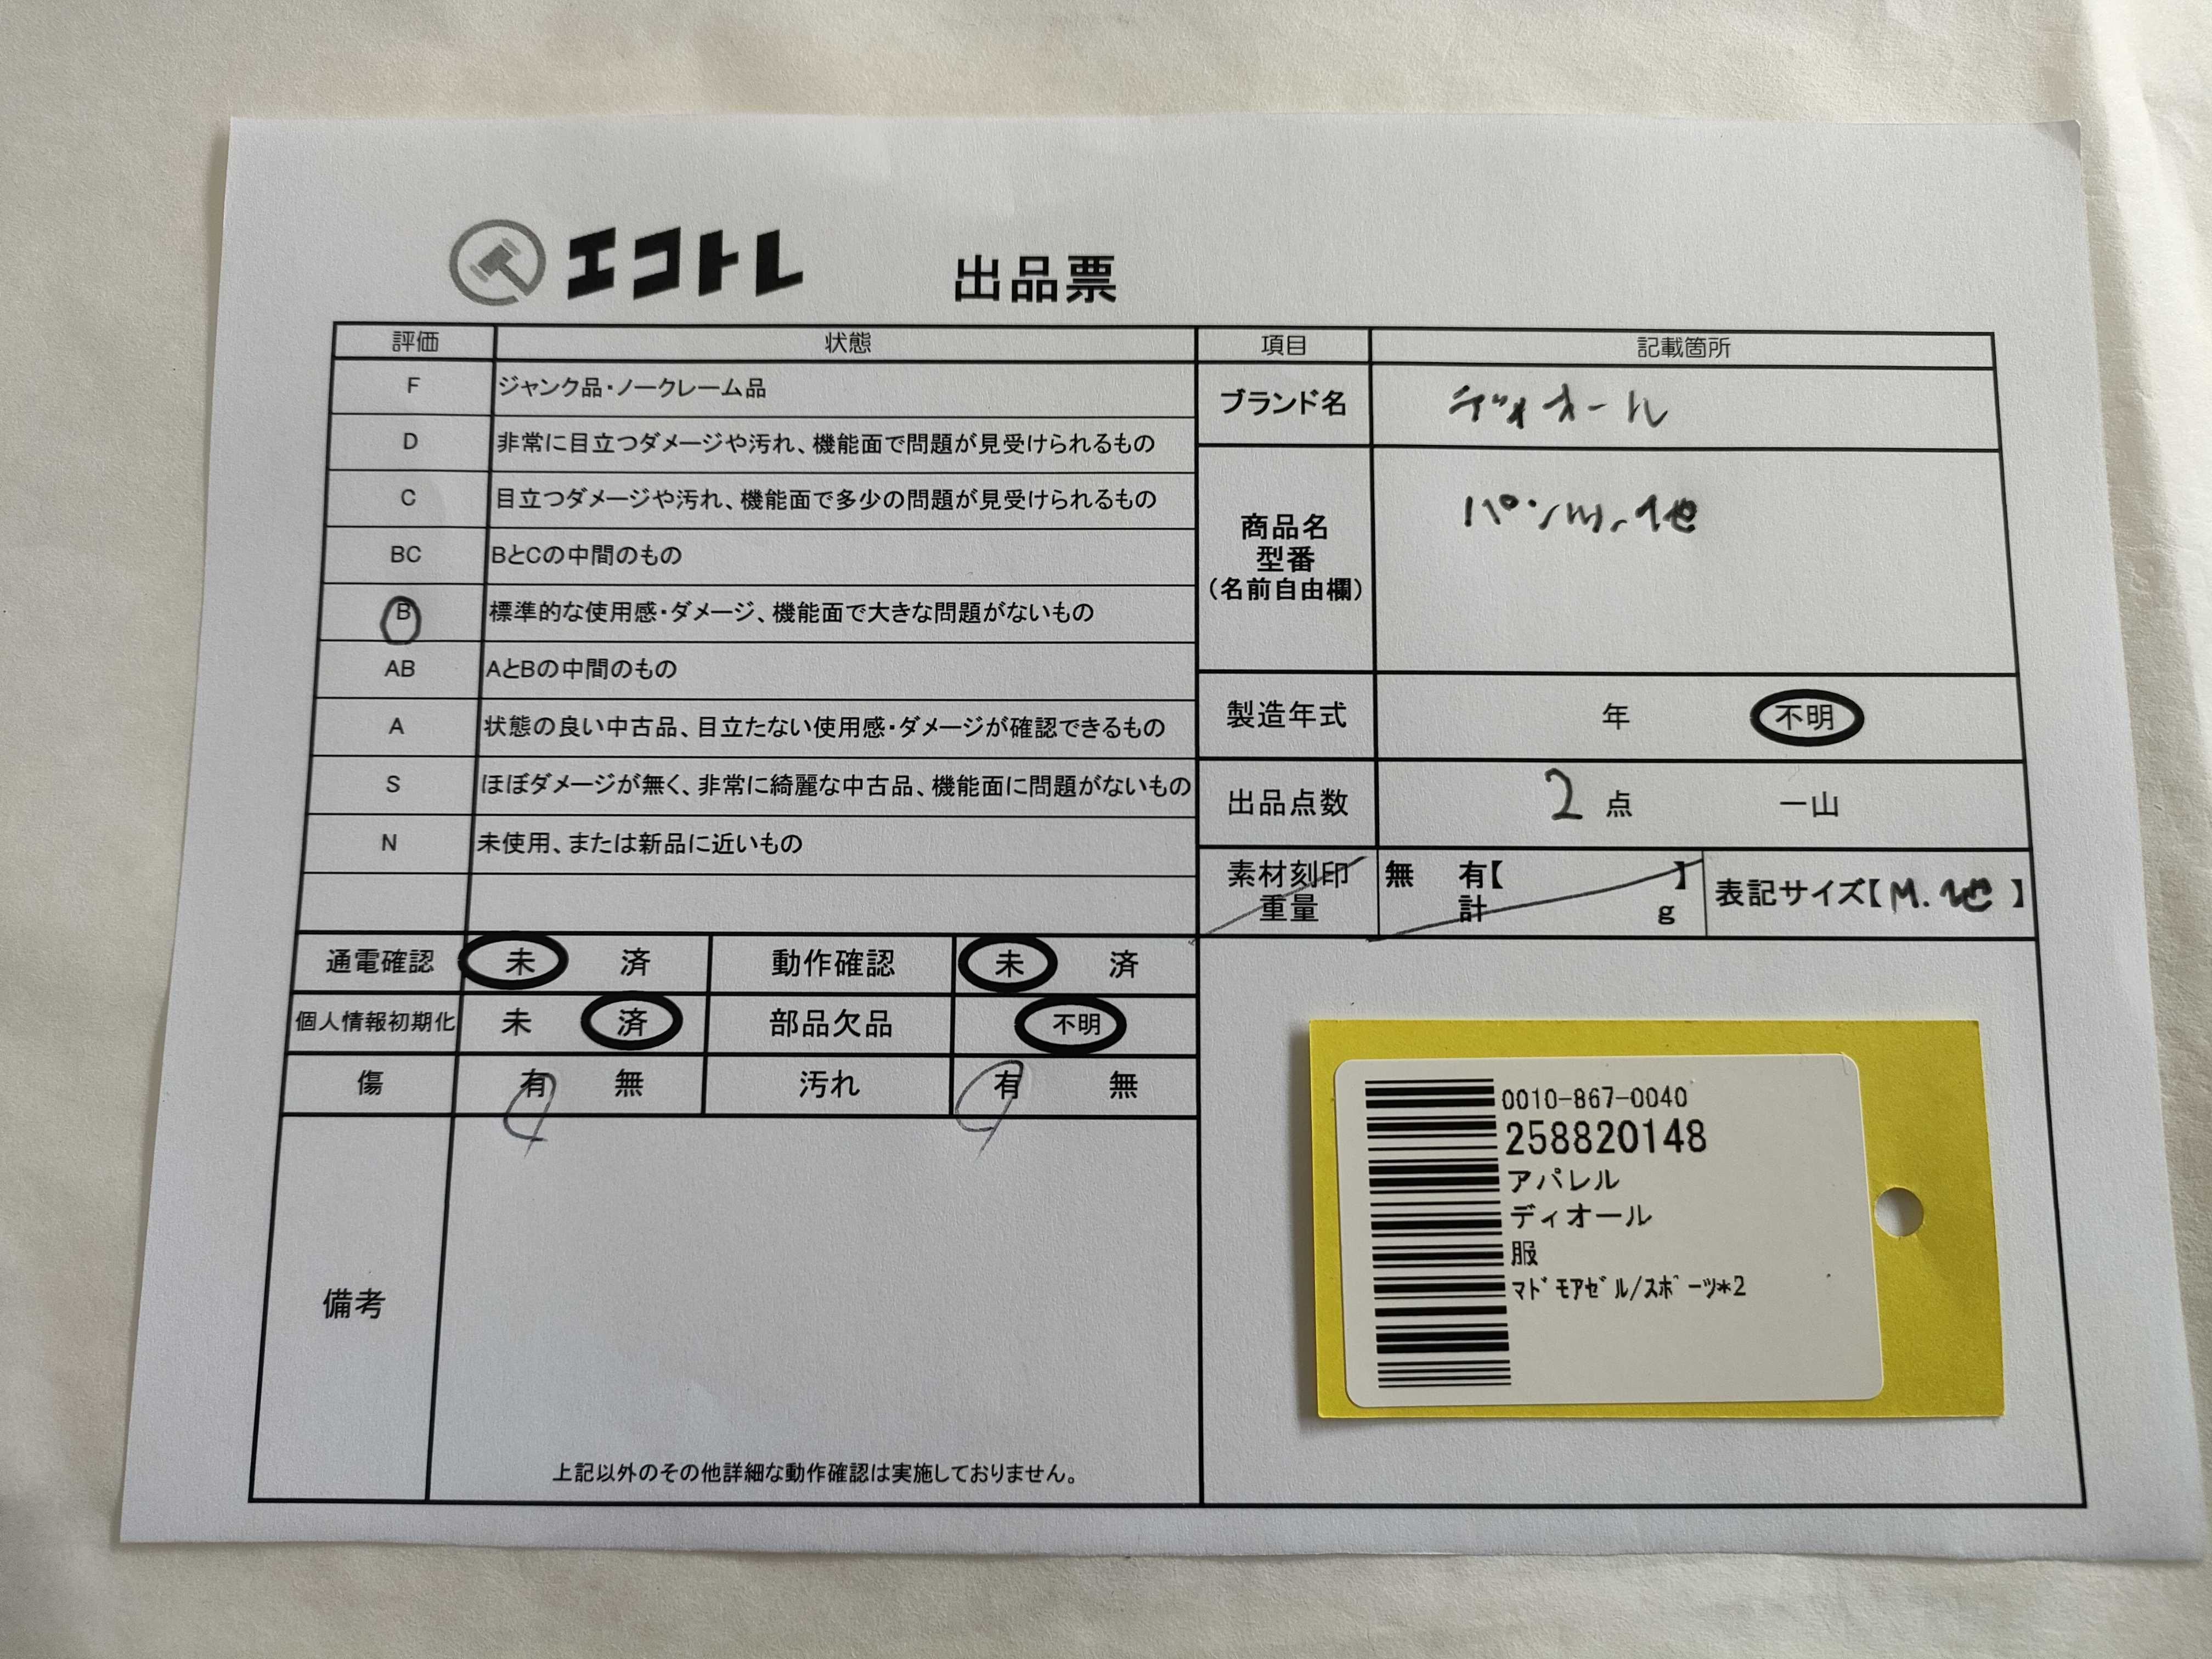 エコトレ 出品票
評価 状態
F ジャンク品・ノークレーム品
D 非常に目立つダメージや汚れ、機能面で問題が見受けられるもの
C 目立つダメージや汚れ、機能面で多少の問題が見受けられるもの
BC BとCの中間のもの
B 標準的な使用感・ダメージ、機能面で大きな問題がないもの
AB AとBの中間のもの
A 状態の良い中古品、目立たない使用感・ダメージが確認できるもの
S ほぼダメージが無く、非常に綺麗な中古品、機能面に問題がないもの
N 未使用、または新品に近いもの
通電確認 未 済 動作確認 未 済
個人情報初期化 未 済 部品欠品 不明
傷 有 無 汚れ 有 無
備考
上記以外のその他詳細な動作確認は実施しておりません。
項目 記載箇所
ブランド名 ディオール
商品名
型番
（名前自由欄）
製造年式 年 不明
出品点数 2 点 一山
素材刻印 無 有【 】
重量 計 g
表記サイズ【M.他】
0010-867-0040
258820148
アパレル
ディオール
服
ﾏﾄﾞﾓｱｾﾞﾙ/ｽﾎﾟｰﾂ*2